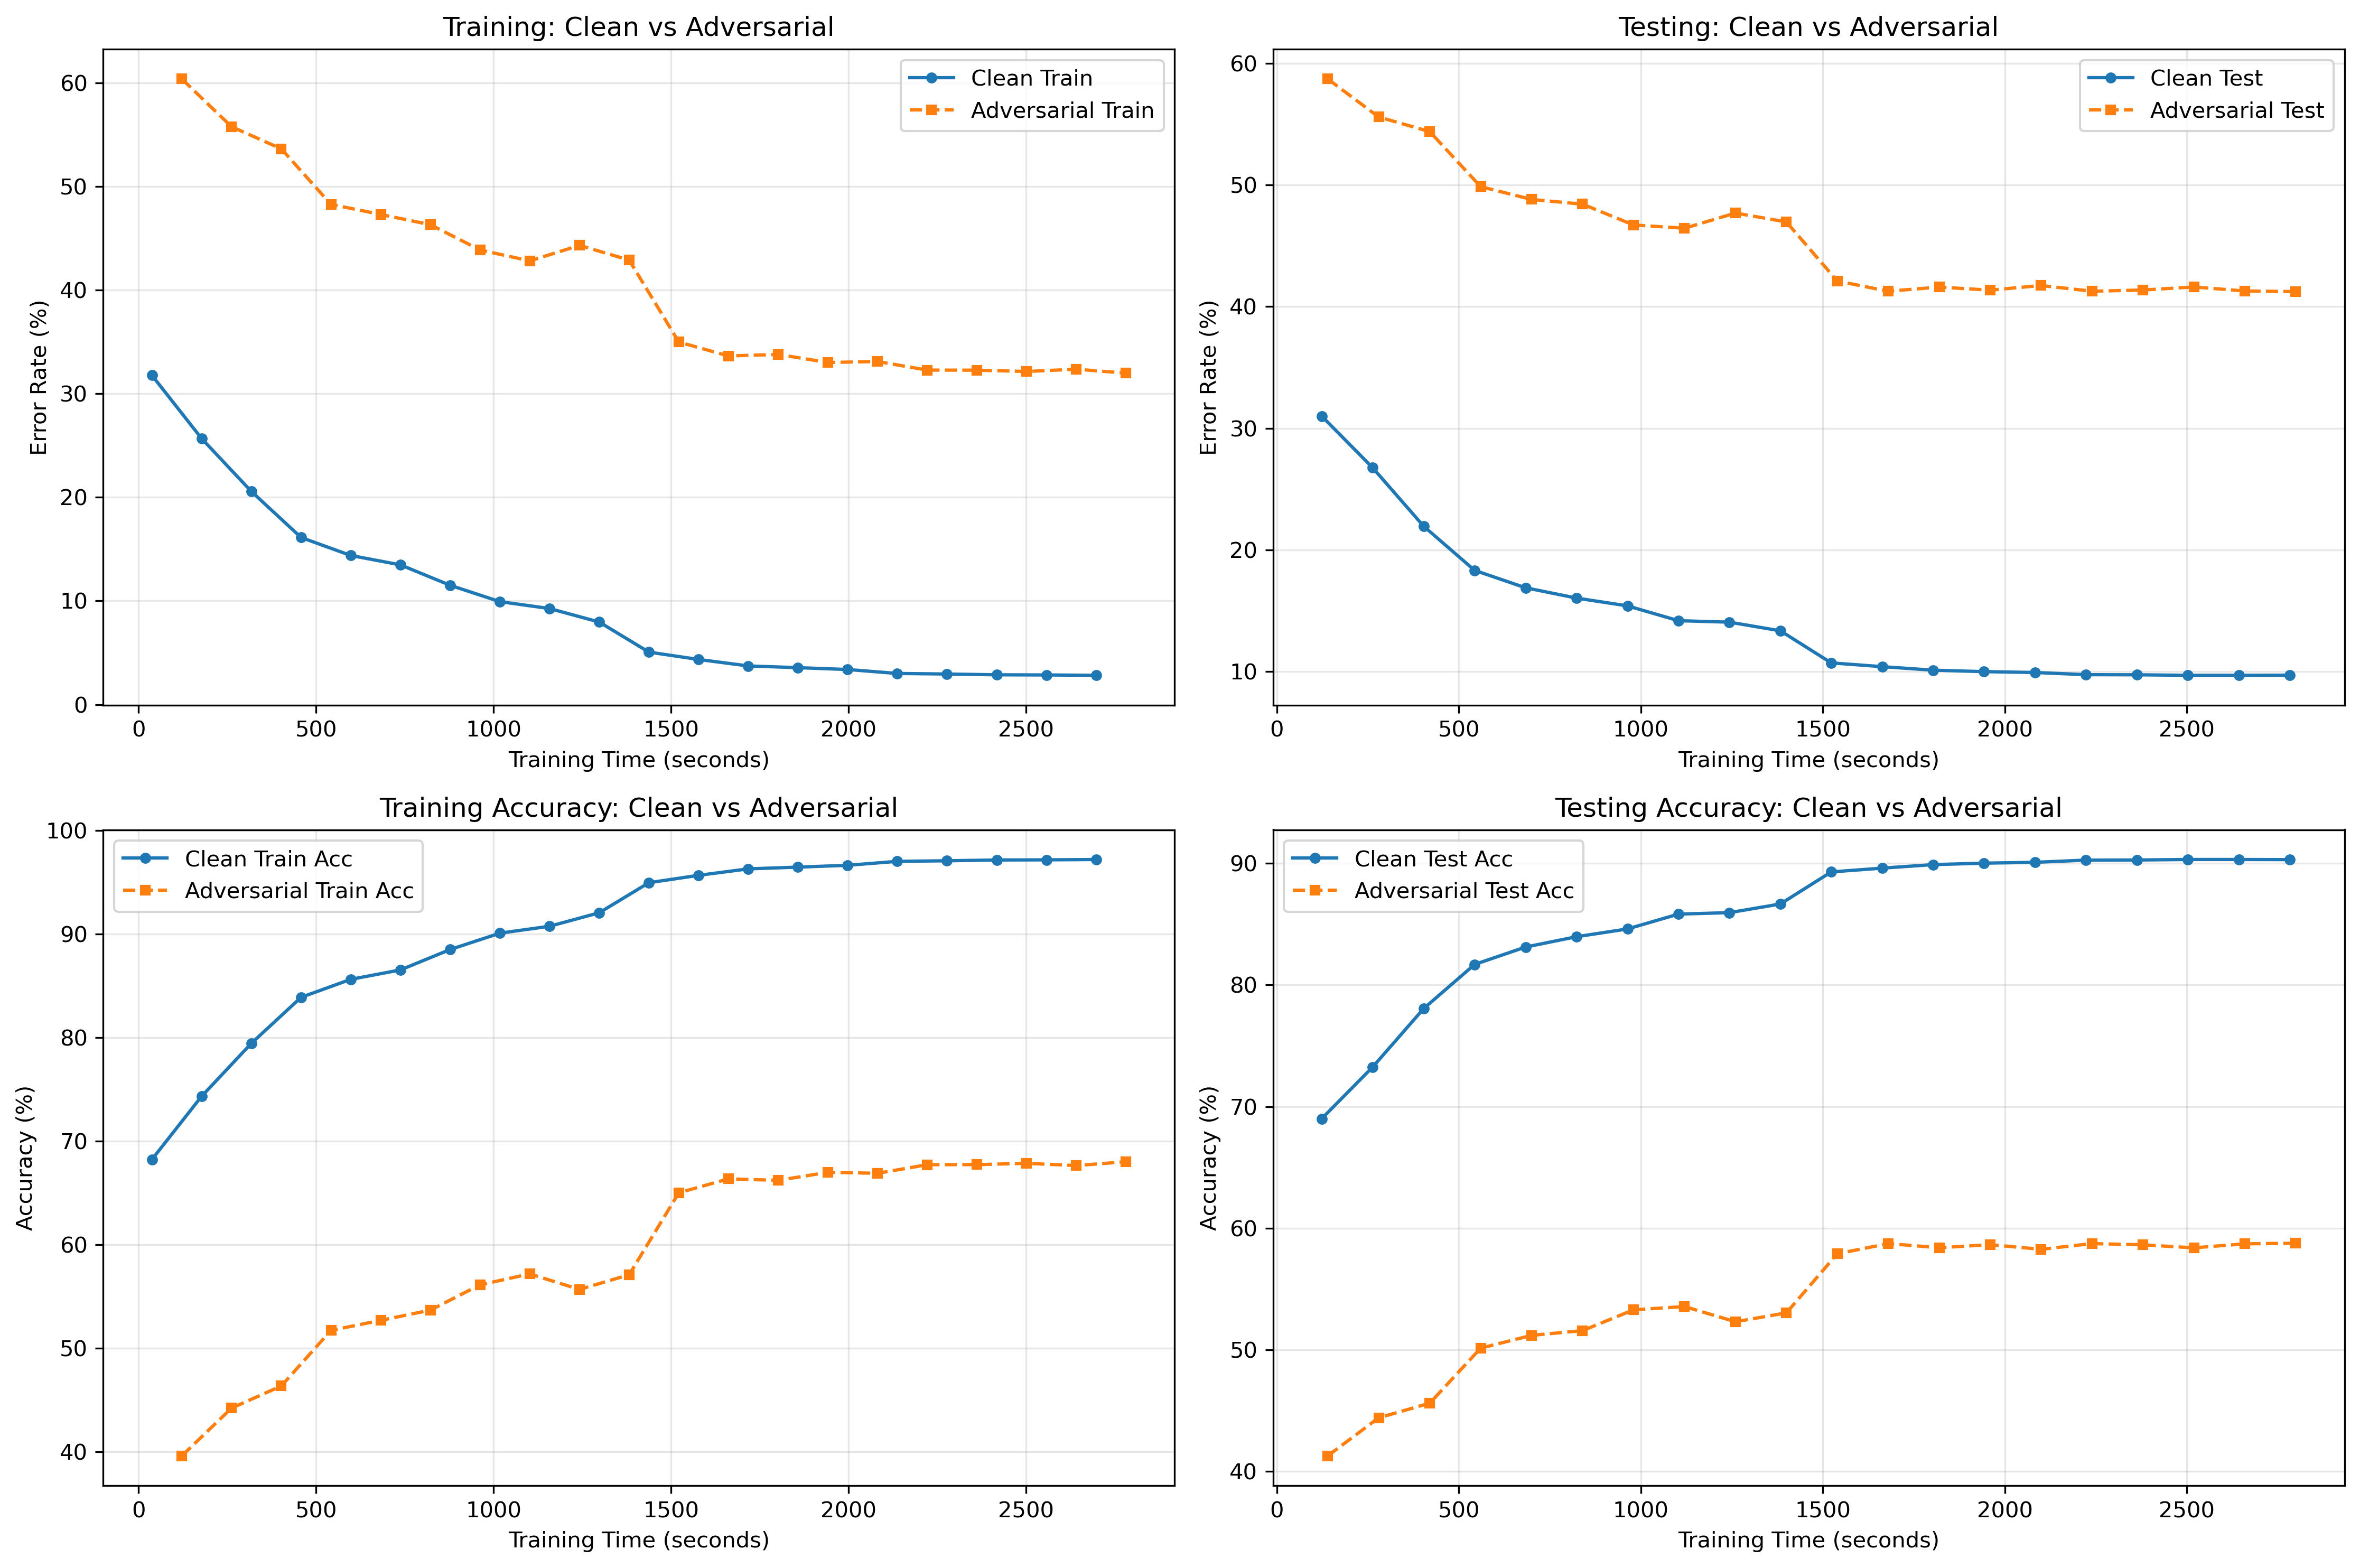 Training: Clean vs Adversarial
Clean Train
Adversarial Train
Error Rate (%)
60
50
40
30
20
10
0
0 500 1000 1500 2000 2500
Training Time (seconds)
Testing: Clean vs Adversarial
Clean Test
Adversarial Test
Error Rate (%)
60
50
40
30
20
10
0 500 1000 1500 2000 2500
Training Time (seconds)
Training Accuracy: Clean vs Adversarial
Clean Train Acc
Adversarial Train Acc
Accuracy (%)
100
90
80
70
60
50
40
0 500 1000 1500 2000 2500
Training Time (seconds)
Testing Accuracy: Clean vs Adversarial
Clean Test Acc
Adversarial Test Acc
Accuracy (%)
90
80
70
60
50
40
0 500 1000 1500 2000 2500
Training Time (seconds)